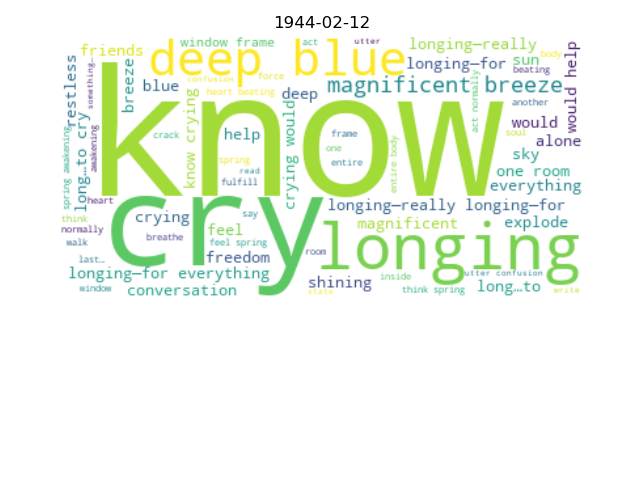 1944-02-12
window frame
act
utter
longing—really
friends
deep blue
longing—for
sun
body
restless
something…
breeze
blue
confusion
force
heart beating
deep
magnificent breeze
beating
would help
another
know
act normally
long…to cry
spring awakening
awakening
crack
know crying
help
crying would
frame
one
entire
entire body
would
soul
alone
sky
spring
read
fulfill
one room
everything
heart
cry
longing—really longing—for
think
normally
walk
crying
breathe
say
feel
feel spring
magnificent
explode
longing
last…
freedom
room
longing—for everything
utter confusion
window
conversation
shining
state
inside
think spring
long…to
write